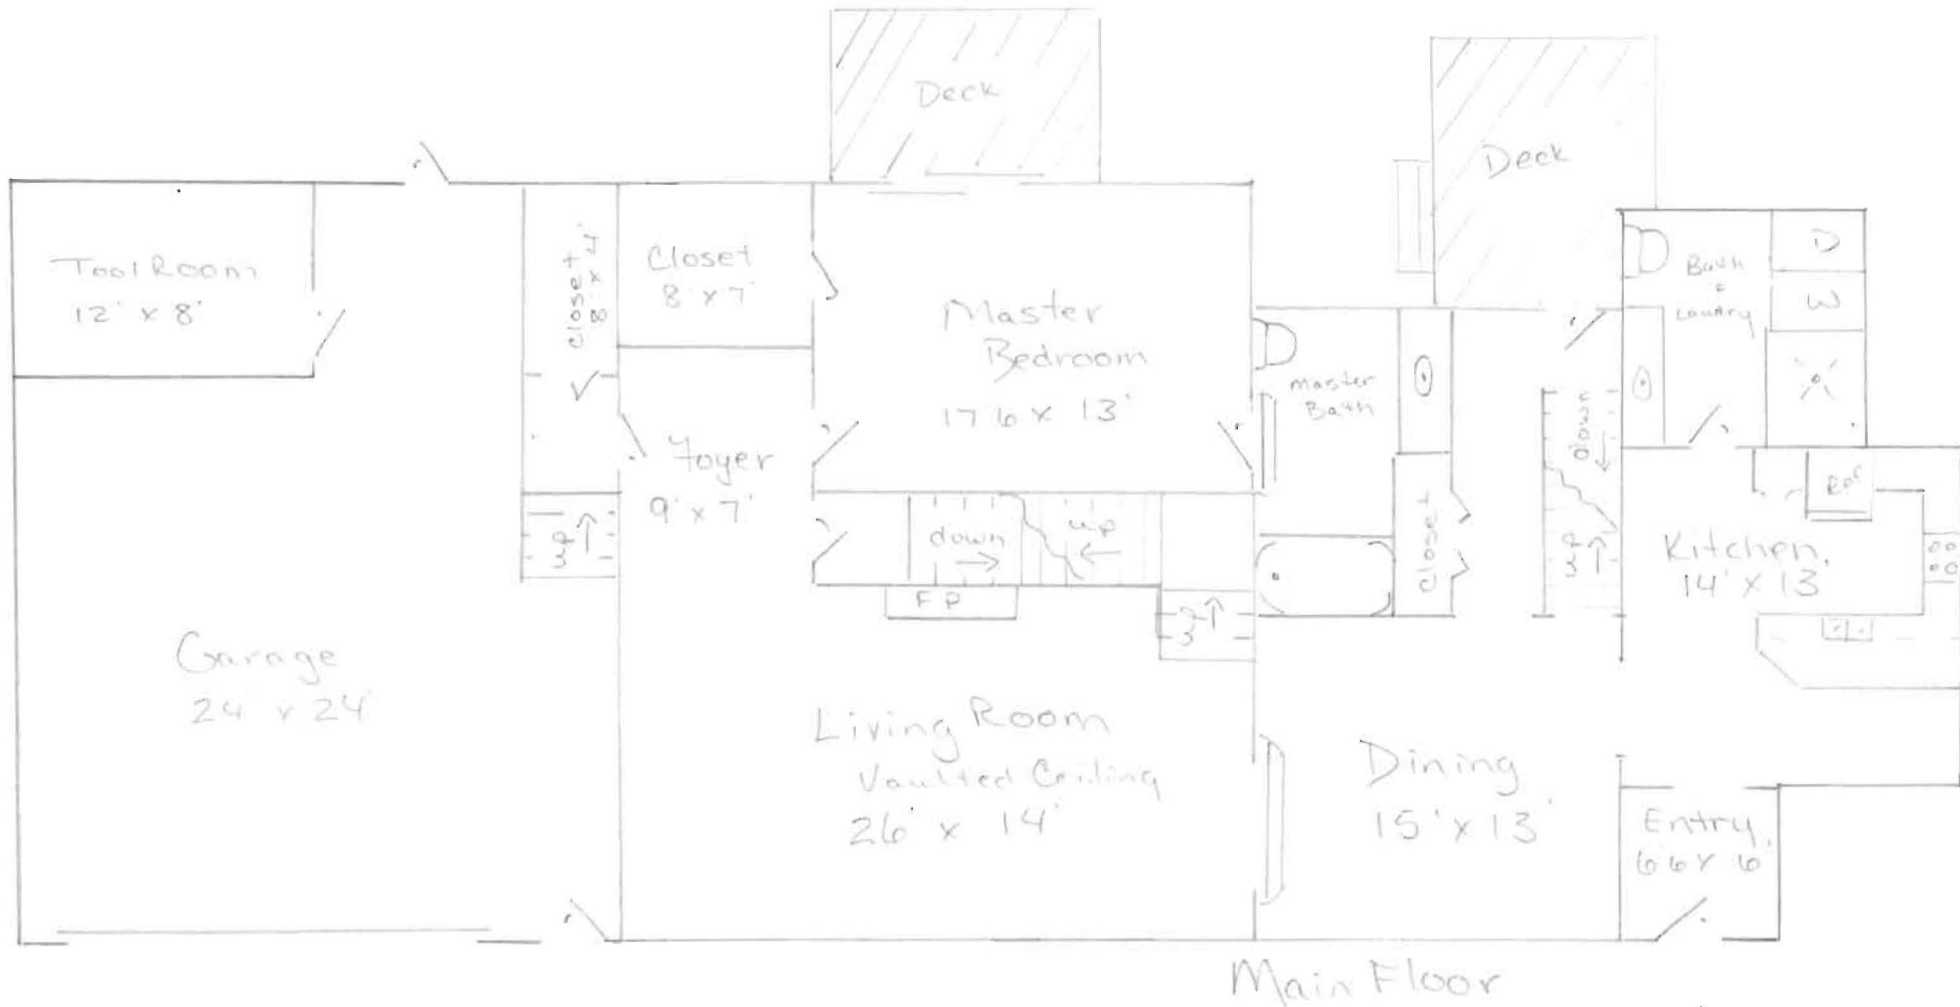 Deck
Deck
Tool Room
12' x 8'
Closet
8' x 4'
Closet
8' x 7'
Master
Bedroom
17 6 x 13'
Master
Bath
Bath
Laundry
D
W
down
Foyer
9' x 7'
down
up
FP
Closet
Kitchen
14' x 13'
Ref
Garage
24' x 24'
Living Room
Vaulted Ceiling
26' x 14'
Dining
15' x 13'
Entry
6 6 x 6
Main Floor